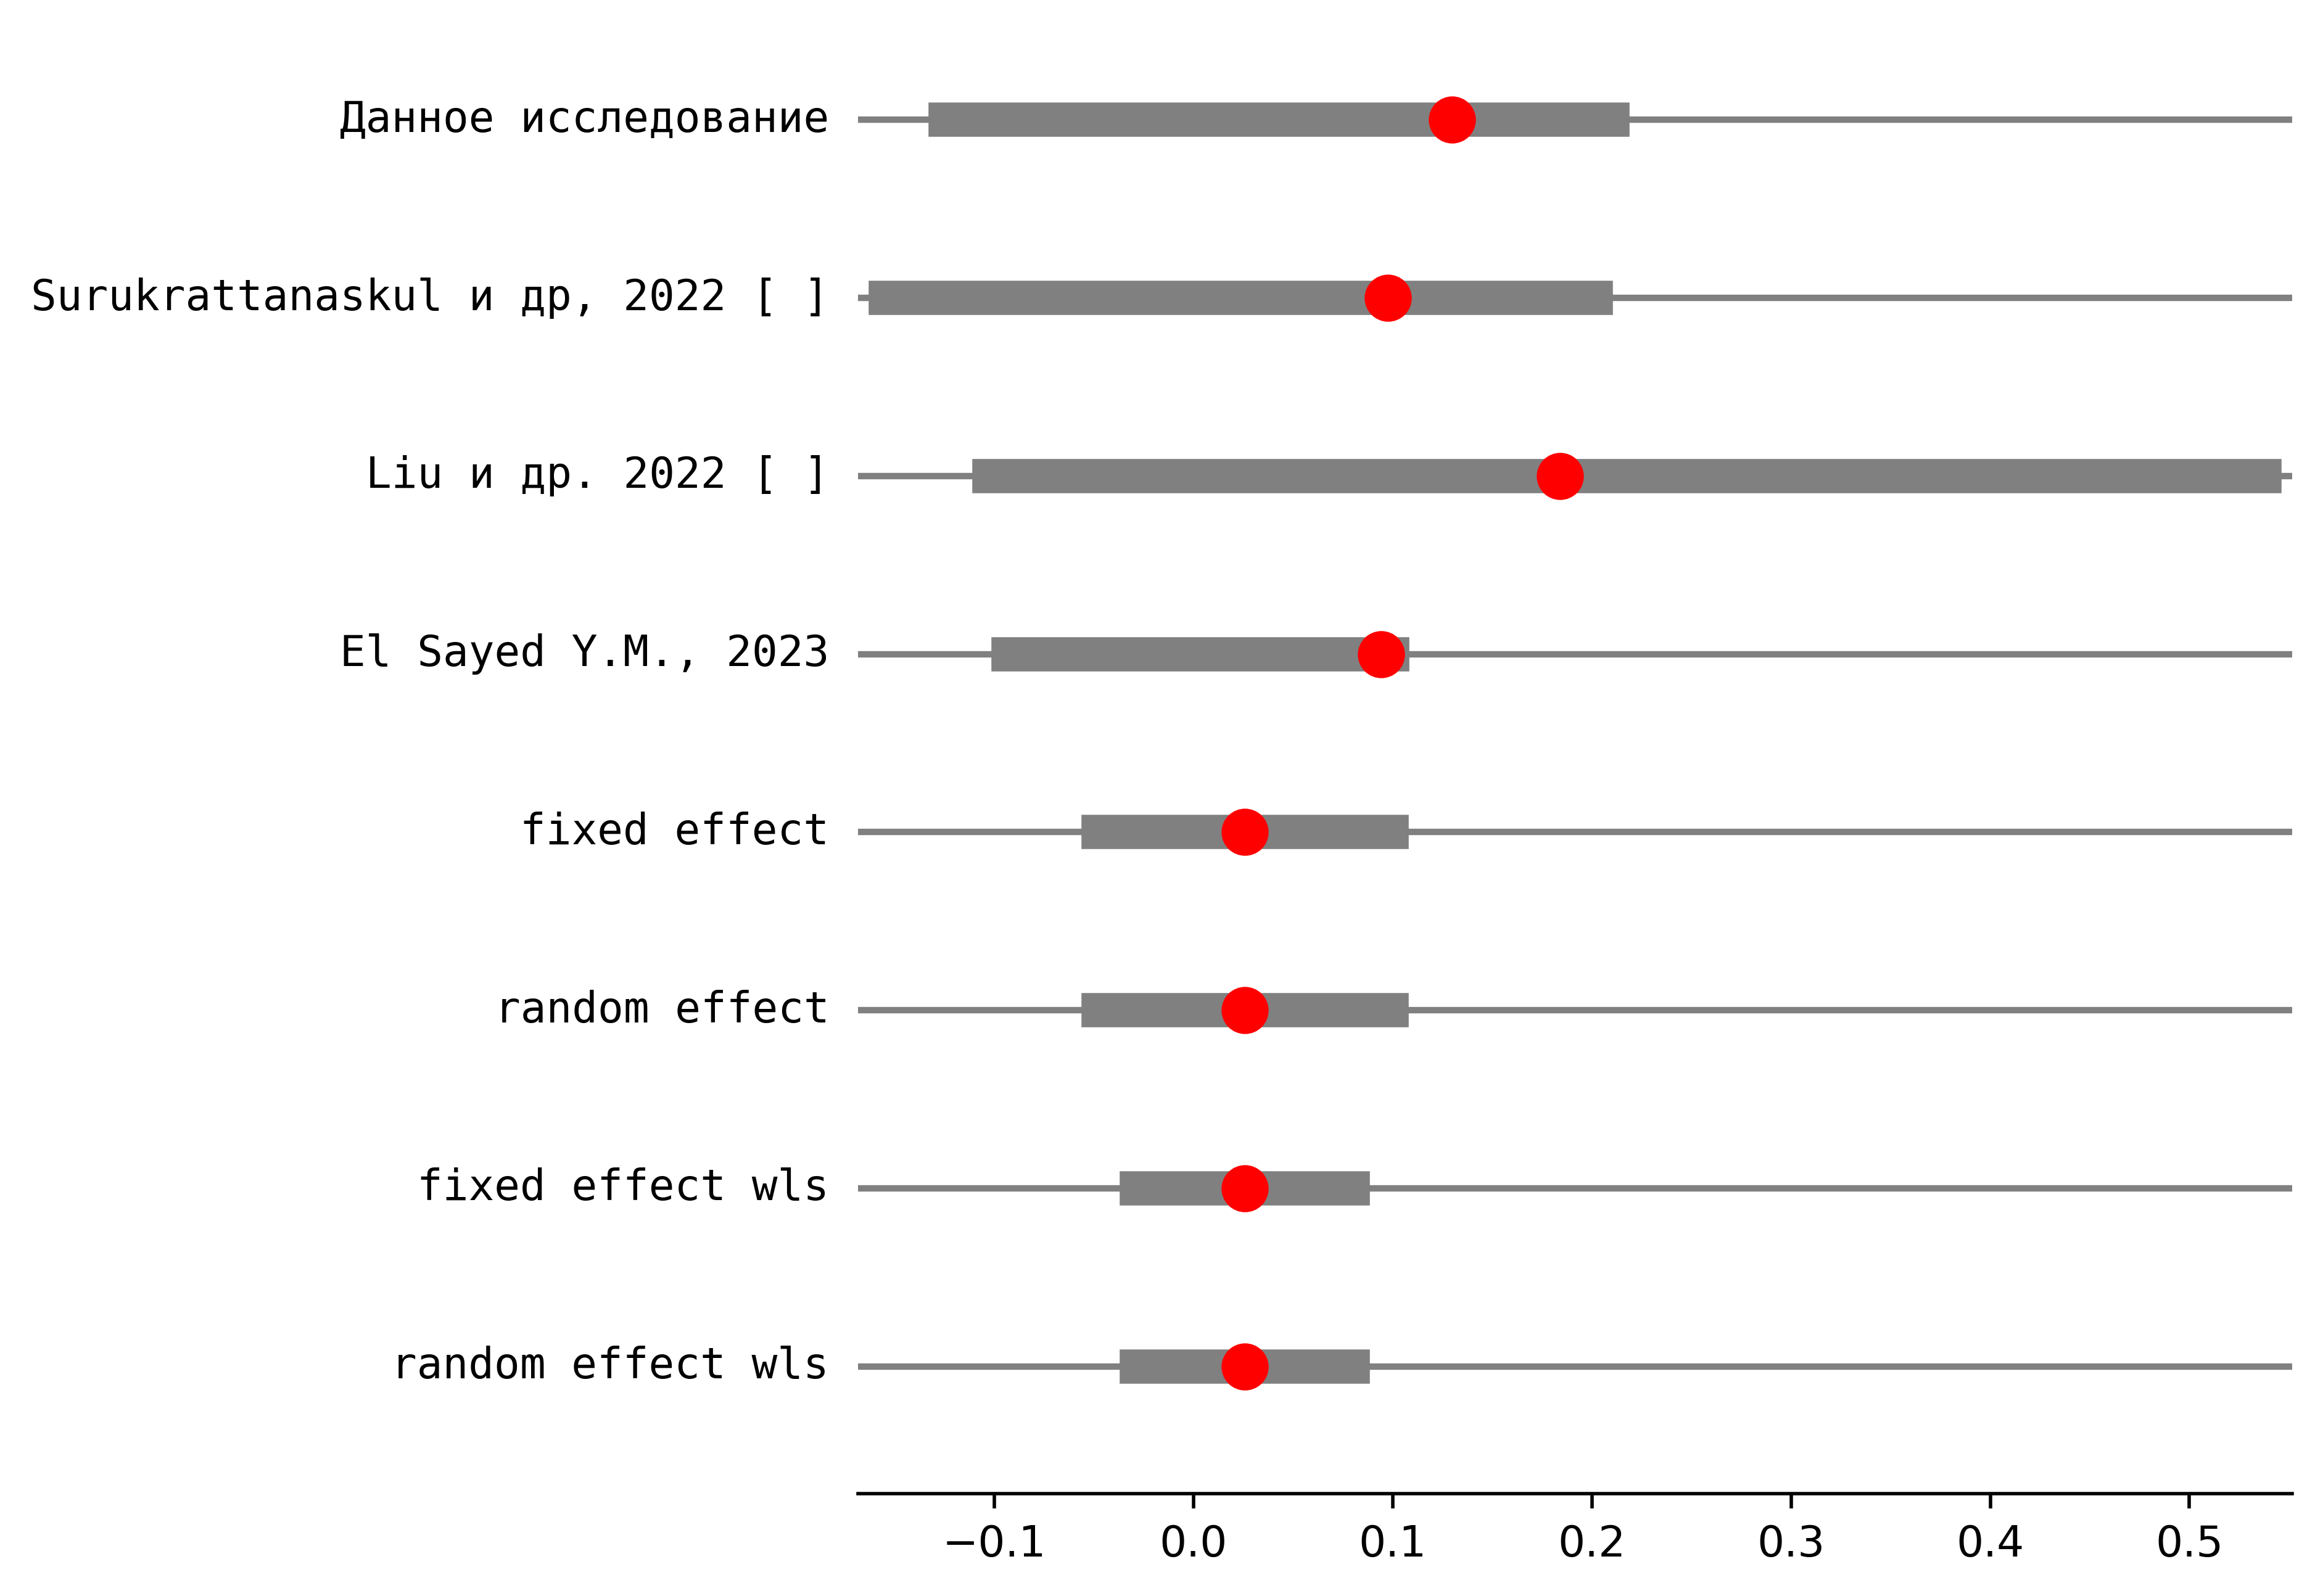 Данное исследование
Surukrattanaskul и др, 2022 [ ]
Liu и др. 2022 [ ]
El Sayed Y.M., 2023
fixed effect
random effect
fixed effect wls
random effect wls
−0.1 0.0 0.1 0.2 0.3 0.4 0.5